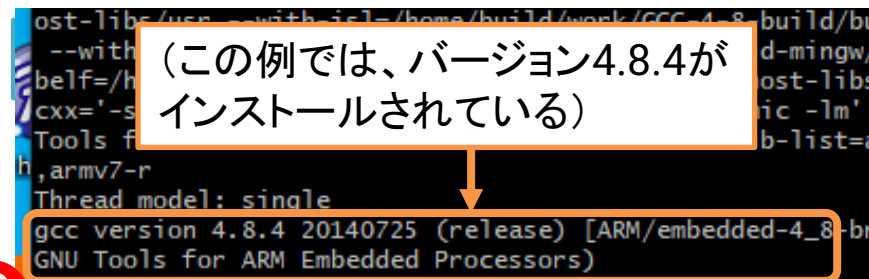 ost-libs/usr --with-isl=/home/build/work/GCC-4-8-build/bu
--with
d-mingw/
（この例では、バージョン4.8.4が
インストールされている）
belf=/h
host-libs
cxx='-s
ic -lm'
Tools f
b-list=a
,armv7-r
Thread model: single
gcc version 4.8.4 20140725 (release) [ARM/embedded-4_8-br
GNU Tools for ARM Embedded Processors)